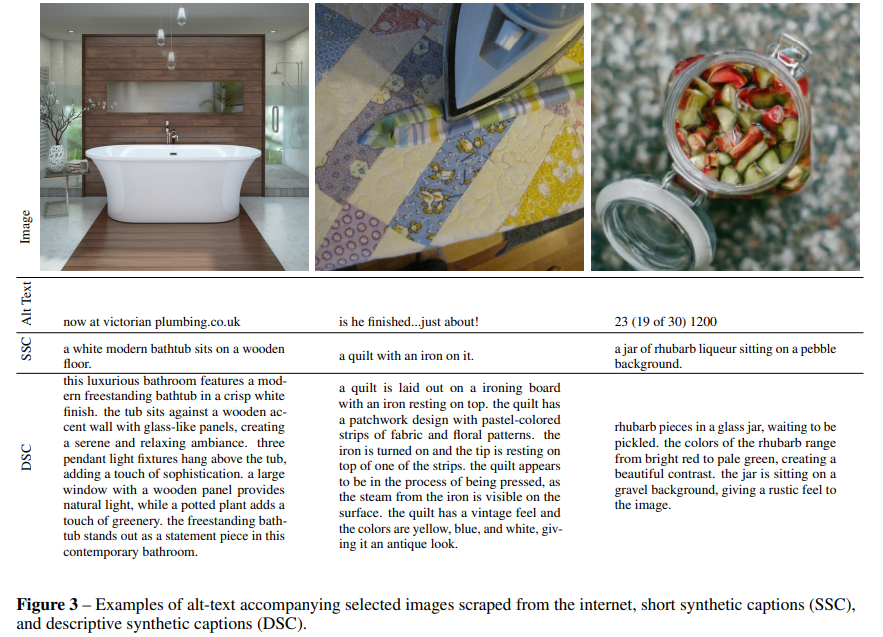 Image
Alt Text
now at victorian plumbing.co.uk
is he finished...just about!
23 (19 of 30) 1200
SSC
a white modern bathtub sits on a wooden
floor.
a quilt with an iron on it.
a jar of rhubarb liqueur sitting on a pebble
background.
DSC
this luxurious bathroom features a mod-
ern freestanding bathtub in a crisp white
finish. the tub sits against a wooden ac-
cent wall with glass-like panels, creating
a serene and relaxing ambiance. three
pendant light fixtures hang above the tub,
adding a touch of sophistication. a large
window with a wooden panel provides
natural light, while a potted plant adds a
touch of greenery. the freestanding bath-
tub stands out as a statement piece in this
contemporary bathroom.
a quilt is laid out on a ironing board
with an iron resting on top. the quilt has
a patchwork design with pastel-colored
strips of fabric and floral patterns. the
iron is turned on and the tip is resting on
top of one of the strips. the quilt appears
to be in the process of being pressed, as
the steam from the iron is visible on the
surface. the quilt has a vintage feel and
the colors are yellow, blue, and white, giv-
ing it an antique look.
rhubarb pieces in a glass jar, waiting to be
pickled. the colors of the rhubarb range
from bright red to pale green, creating a
beautiful contrast. the jar is sitting on a
gravel background, giving a rustic feel to
the image.
Figure 3 – Examples of alt-text accompanying selected images scraped from the internet, short synthetic captions (SSC),
and descriptive synthetic captions (DSC).